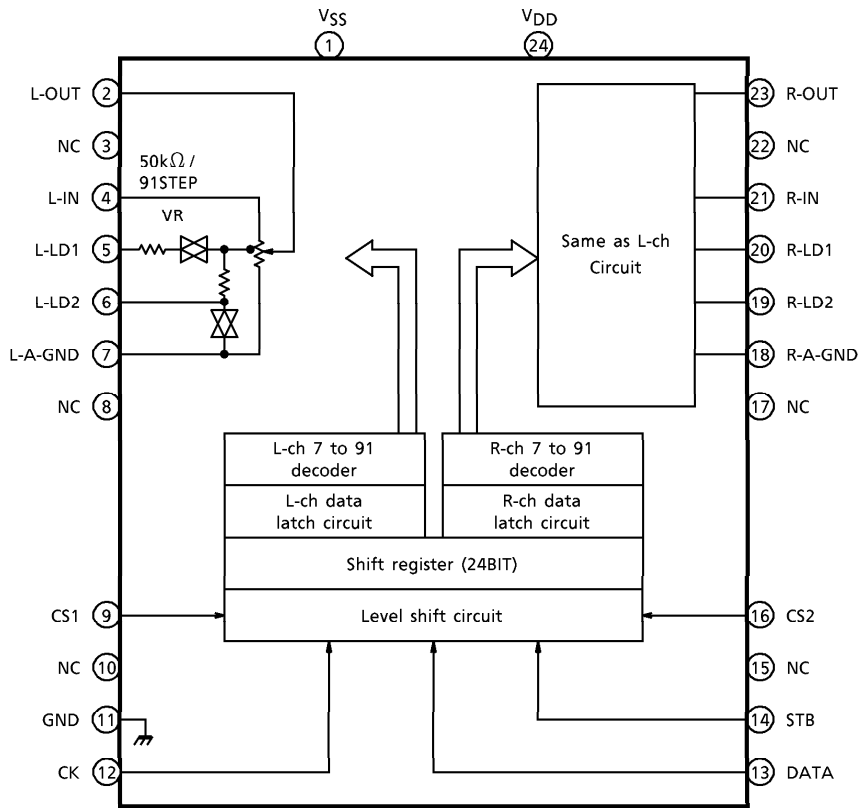 VSS
1
VDD
24
L-OUT 2
23 R-OUT
NC 3
22 NC
50kΩ /
91STEP
L-IN 4
21 R-IN
VR
L-LD1 5
20 R-LD1
Same as L-ch
Circuit
L-LD2 6
19 R-LD2
L-A-GND 7
18 R-A-GND
NC 8
17 NC
L-ch 7 to 91
decoder
R-ch 7 to 91
decoder
L-ch data
latch circuit
R-ch data
latch circuit
Shift register (24BIT)
CS1 9
Level shift circuit
16 CS2
NC 10
15 NC
GND 11
14 STB
CK 12
13 DATA